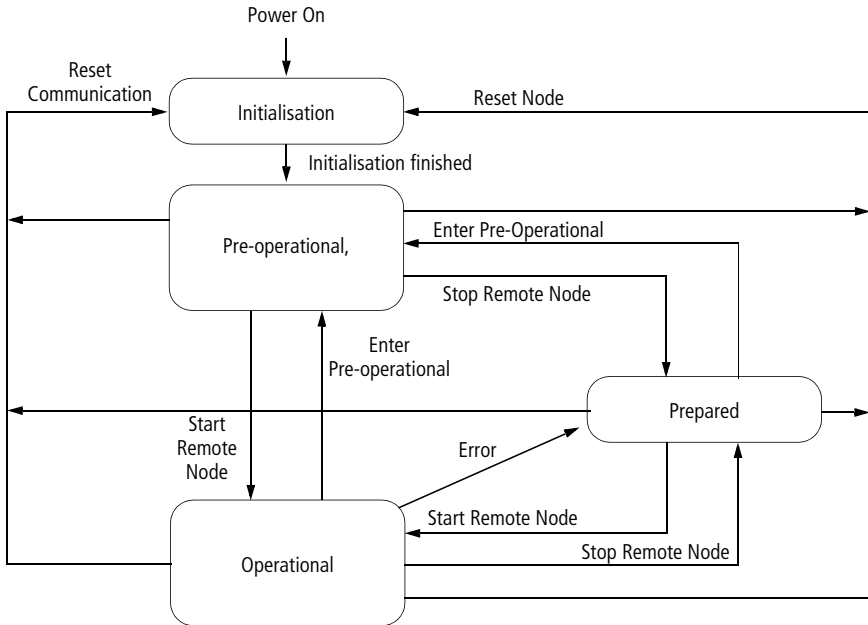 Power On
Reset
Communication
Initialisation
Reset Node
Initialisation finished
Pre-operational,
Enter Pre-Operational
Stop Remote Node
Enter
Pre-operational
Prepared
Start
Remote
Node
Error
Start Remote Node
Stop Remote Node
Operational